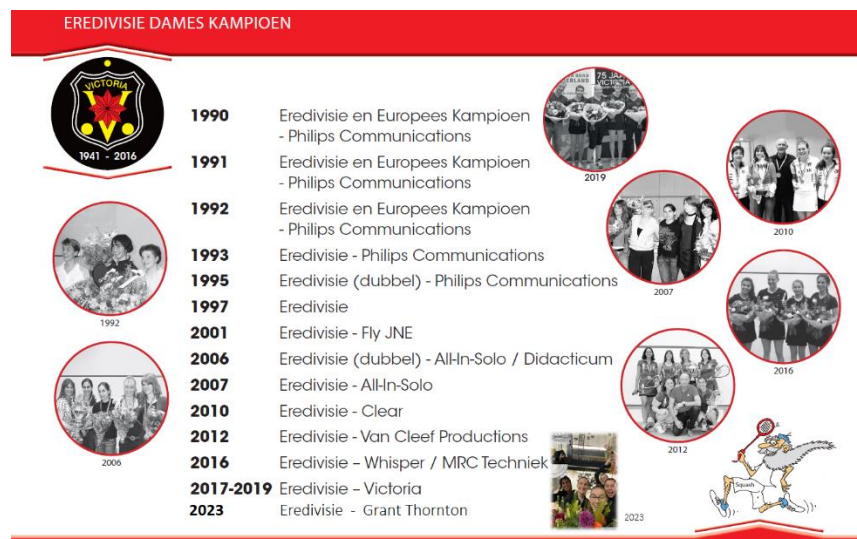 EREDIVISIE DAMES KAMPIOEN
VICTORIA
1941 - 2016
1990 Eredivisie en Europees Kampioen
- Philips Communications
1991 Eredivisie en Europees Kampioen
- Philips Communications
1992 Eredivisie en Europees Kampioen
- Philips Communications
1993 Eredivisie - Philips Communications
1995 Eredivisie (dubbel) - Philips Communications
1997 Eredivisie
2001 Eredivisie - Fly JNE
2006 Eredivisie (dubbel) - All-In-Solo / Didacticum
2007 Eredivisie - All-In-Solo
2010 Eredivisie - Clear
2012 Eredivisie - Van Cleef Productions
2016 Eredivisie – Whisper / MRC Techniek
2017-2019 Eredivisie – Victoria
2023 Eredivisie - Grant Thornton
1992
2006
75 JAAR
VICTORIA
2019
2010
2007
2016
2012
2023
Squash